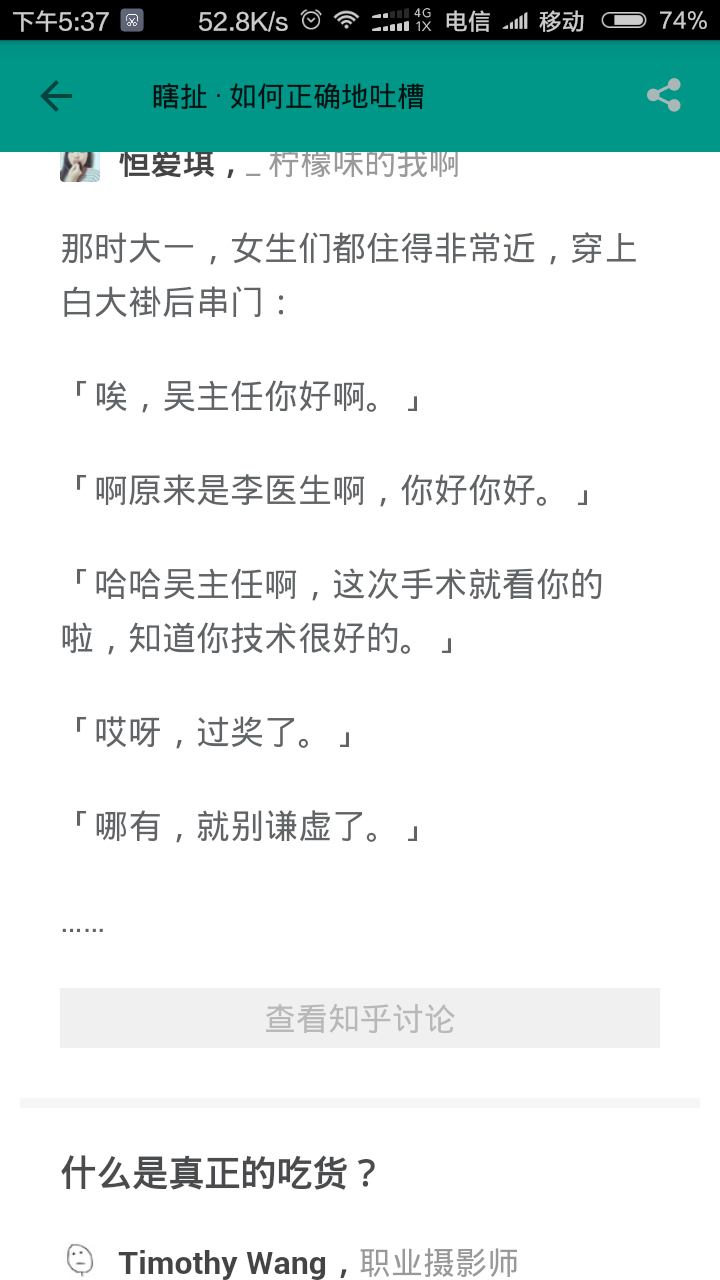 下午5:37 52.8K/s 4G 1X 电信 移动 74%
瞎扯 · 如何正确地吐槽
恒爱琪，_ 柠檬味的我啊
那时大一，女生们都住得非常近，穿上
白大褂后串门：
「唉，吴主任你好啊。」
「啊原来是李医生啊，你好你好。」
「哈哈吴主任啊，这次手术就看你的
啦，知道你技术很好的。」
「哎呀，过奖了。」
「哪有，就别谦虚了。」
……
查看知乎讨论
什么是真正的吃货？
Timothy Wang，职业摄影师